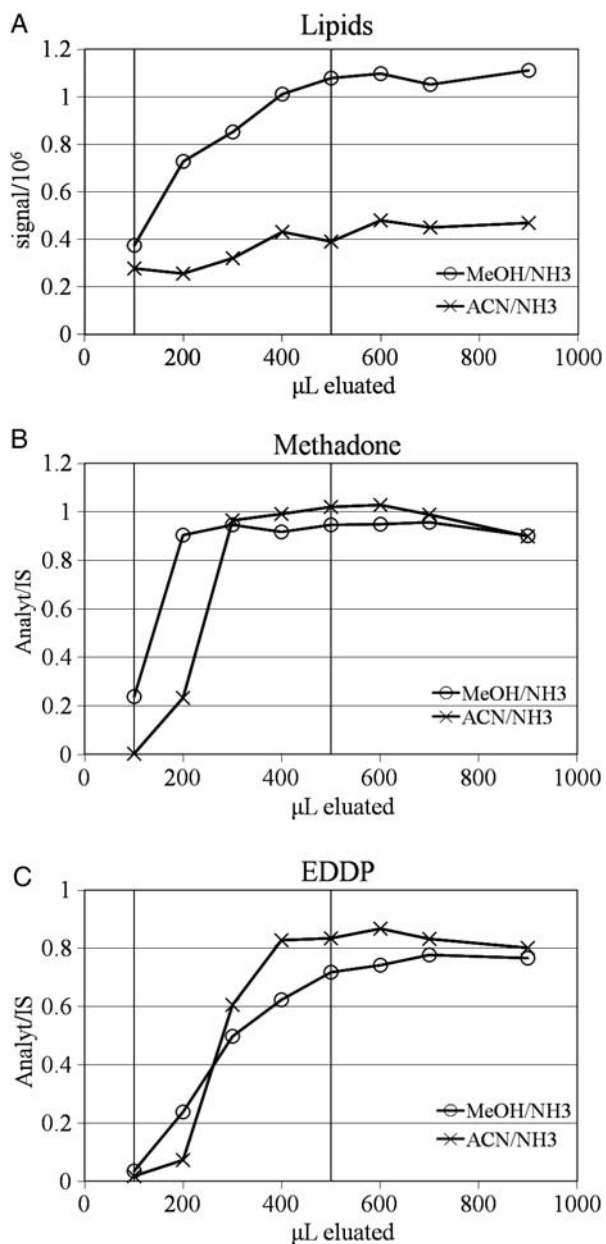 A
Lipids
1.2
1
0.8
0.6
0.4
0.2
0
signal/10⁶
MeOH/NH3
ACN/NH3
0 200 400 600 800 1000
μL eluated
B
Methadone
1.2
1
0.8
0.6
0.4
0.2
0
Analyt/IS
MeOH/NH3
ACN/NH3
0 200 400 600 800 1000
μL eluated
C
EDDP
1
0.8
0.6
0.4
0.2
0
Analyt/IS
MeOH/NH3
ACN/NH3
0 200 400 600 800 1000
μL eluated